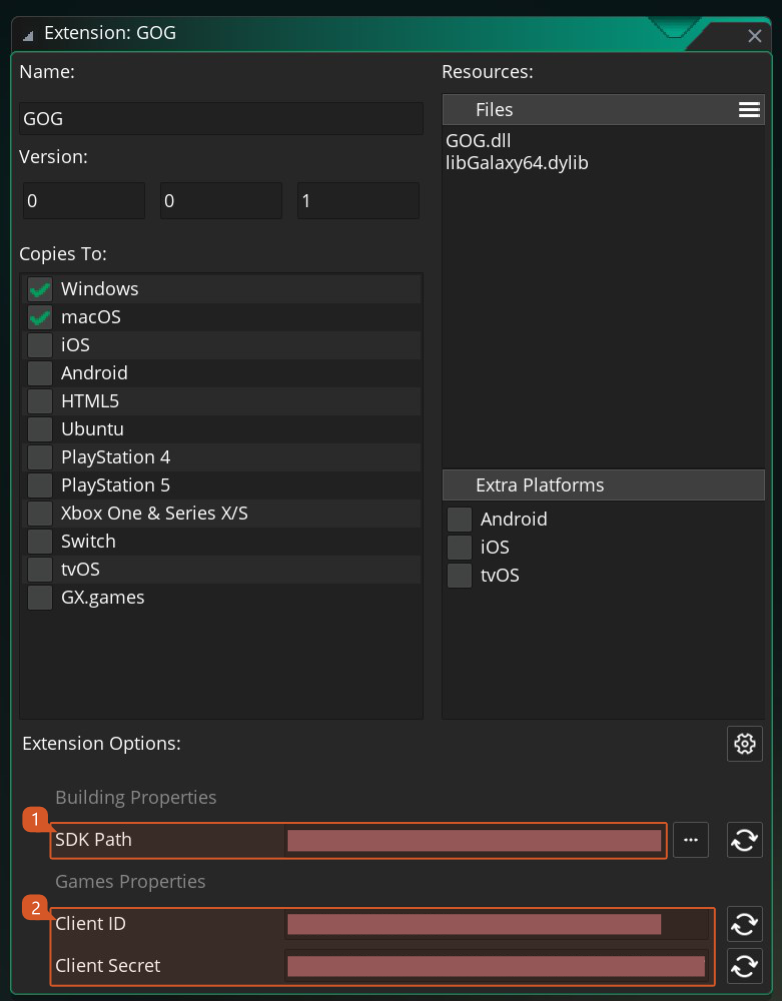 Extension: GOG
Name:
GOG
Version:
0 0 1
Copies To:
Windows
macOS
iOS
Android
HTML5
Ubuntu
PlayStation 4
PlayStation 5
Xbox One & Series X/S
Switch
tvOS
GX.games
Resources:
Files
GOG.dll
libGalaxy64.dylib
Extra Platforms
Android
iOS
tvOS
Extension Options:
Building Properties
1
SDK Path ...
Games Properties
2
Client ID
Client Secret